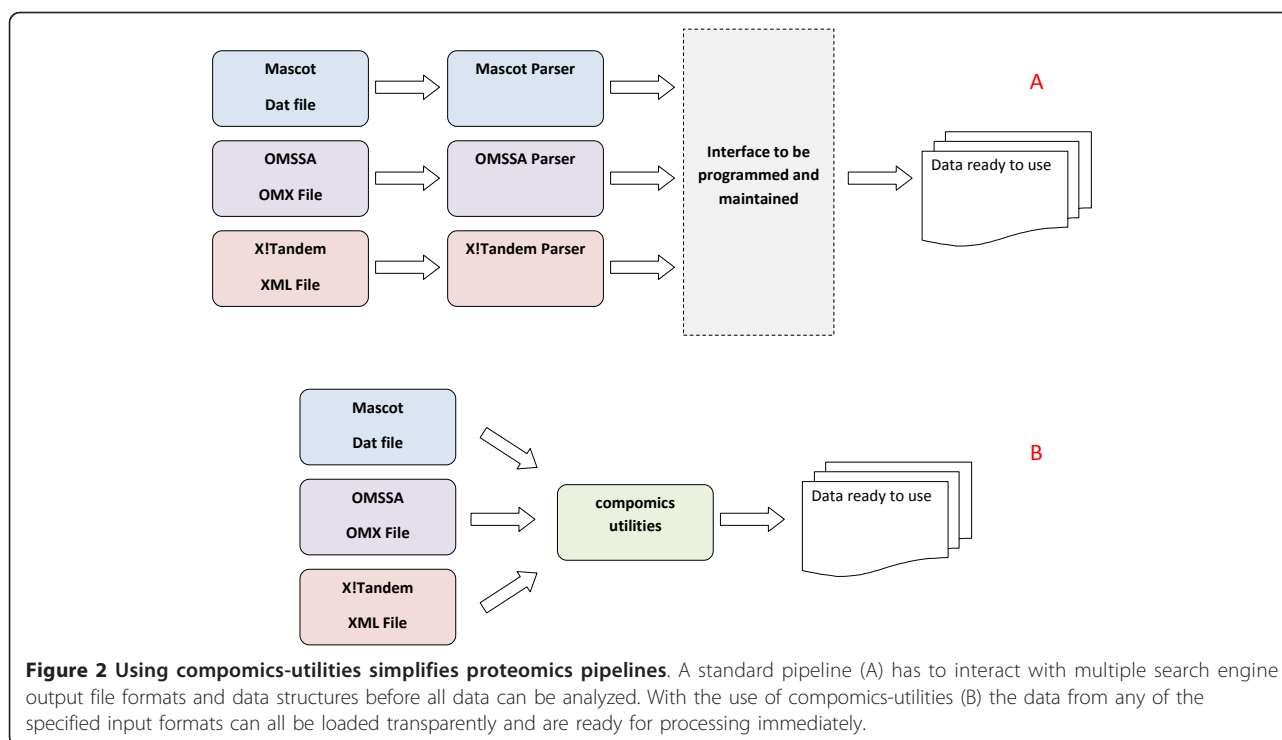 Mascot
Dat file
Mascot Parser
A
OMSSA
OMX File
OMSSA Parser
Interface to be
programmed and
maintained
Data ready to use
X!Tandem
XML File
X!Tandem Parser
Mascot
Dat file
B
OMSSA
OMX File
compomics
utilities
Data ready to use
X!Tandem
XML File
Figure 2 Using compomics-utilities simplifies proteomics pipelines. A standard pipeline (A) has to interact with multiple search engine
output file formats and data structures before all data can be analyzed. With the use of compomics-utilities (B) the data from any of the
specified input formats can all be loaded transparently and are ready for processing immediately.